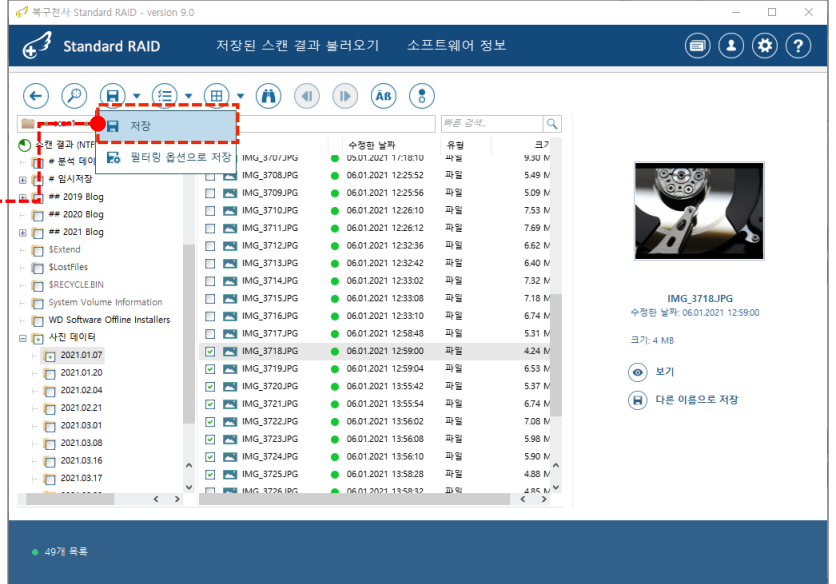 복구천사 Standard RAID - version 9.0
Standard RAID 저장된 스캔 결과 불러오기 소프트웨어 정보
ÄB
저장
필터링 옵션으로 저장
빠른 검색...
스캔 결과 (NTF
# 분석 데이
# 임시저장
## 2019 Blog
## 2020 Blog
## 2021 Blog
$Extend
$LostFiles
$RECYCLE.BIN
System Volume Information
WD Software Offline Installers
사진 데이터
2021.01.07
2021.01.20
2021.02.04
2021.02.21
2021.03.01
2021.03.08
2021.03.16
2021.03.17
수정한 날짜 유형 크기
IMG_3707.JPG 05.01.2021 17:18:10 파일 9.30 M
IMG_3708.JPG 06.01.2021 12:25:52 파일 5.49 M
IMG_3709.JPG 06.01.2021 12:25:56 파일 5.09 M
IMG_3710.JPG 06.01.2021 12:26:10 파일 7.53 M
IMG_3711.JPG 06.01.2021 12:26:12 파일 7.69 M
IMG_3712.JPG 06.01.2021 12:32:36 파일 6.62 M
IMG_3713.JPG 06.01.2021 12:32:42 파일 6.40 M
IMG_3714.JPG 06.01.2021 12:33:02 파일 7.32 M
IMG_3715.JPG 06.01.2021 12:33:08 파일 7.18 M
IMG_3716.JPG 06.01.2021 12:33:10 파일 6.74 M
IMG_3717.JPG 06.01.2021 12:58:48 파일 5.31 M
IMG_3718.JPG 06.01.2021 12:59:00 파일 4.24 M
IMG_3719.JPG 06.01.2021 12:59:04 파일 6.53 M
IMG_3720.JPG 06.01.2021 13:55:42 파일 5.37 M
IMG_3721.JPG 06.01.2021 13:55:54 파일 6.74 M
IMG_3722.JPG 06.01.2021 13:56:02 파일 7.08 M
IMG_3723.JPG 06.01.2021 13:56:08 파일 5.98 M
IMG_3724.JPG 06.01.2021 13:56:10 파일 5.90 M
IMG_3725.JPG 06.01.2021 13:58:28 파일 4.88 M
IMG_3726.JPG 06.01.2021 13:58:32 파일 4.85 M
IMG_3718.JPG
수정한 날짜: 06.01.2021 12:59:00
크기: 4 MB
보기
다른 이름으로 저장
49개 목록